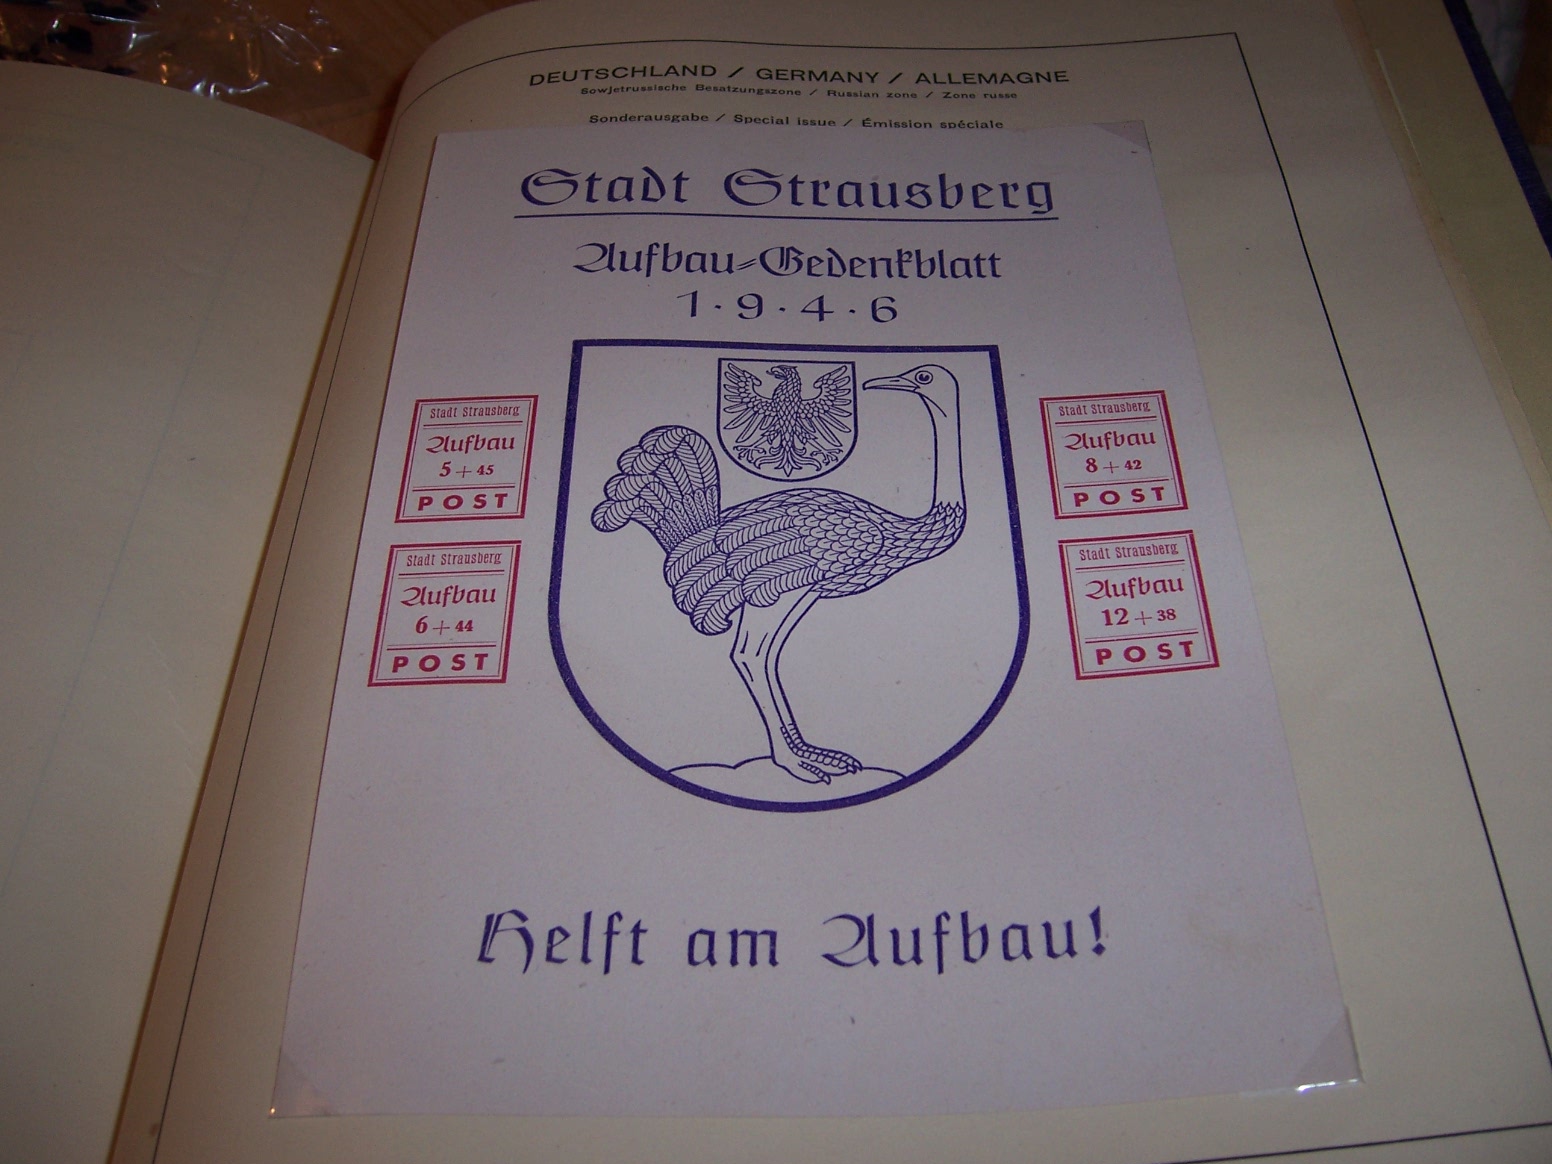 DEUTSCHLAND / GERMANY / ALLEMAGNE
Sowjetrussische Besatzungszone / Russian zone / Zone russe
Sonderausgabe / Special issue / Émission spéciale
Stadt Strausberg
Aufbau-Gedenkblatt
1·9·4·6
Stadt Strausberg
Aufbau
5 + 45
POST
Stadt Strausberg
Aufbau
8 + 42
POST
Stadt Strausberg
Aufbau
6 + 44
POST
Stadt Strausberg
Aufbau
12 + 38
POST
Helft am Aufbau!